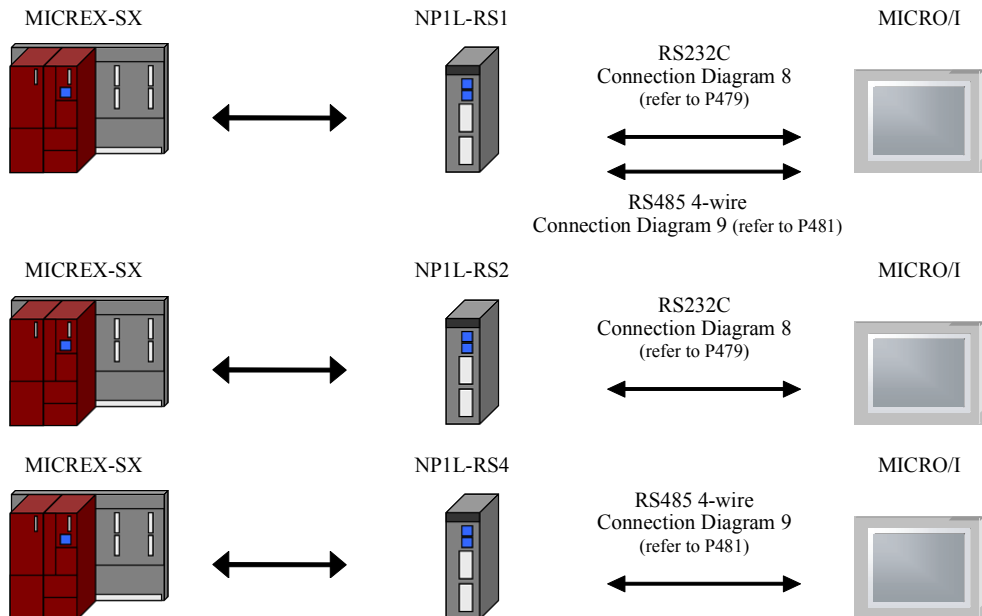 MICREX-SX
NP1L-RS1
MICRO/I
RS232C
Connection Diagram 8
(refer to P479)
RS485 4-wire
Connection Diagram 9 (refer to P481)
MICREX-SX
NP1L-RS2
MICRO/I
RS232C
Connection Diagram 8
(refer to P479)
MICREX-SX
NP1L-RS4
MICRO/I
RS485 4-wire
Connection Diagram 9
(refer to P481)